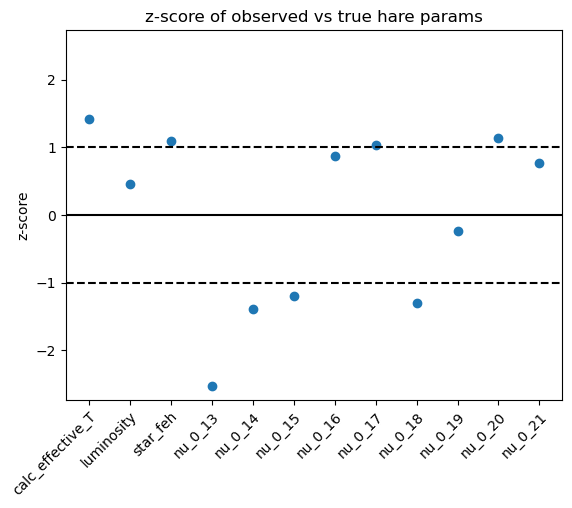 z-score of observed vs true hare params
z-score
2
1
0
−1
−2
calc_effective_T
luminosity
star_feh
nu_0_13
nu_0_14
nu_0_15
nu_0_16
nu_0_17
nu_0_18
nu_0_19
nu_0_20
nu_0_21